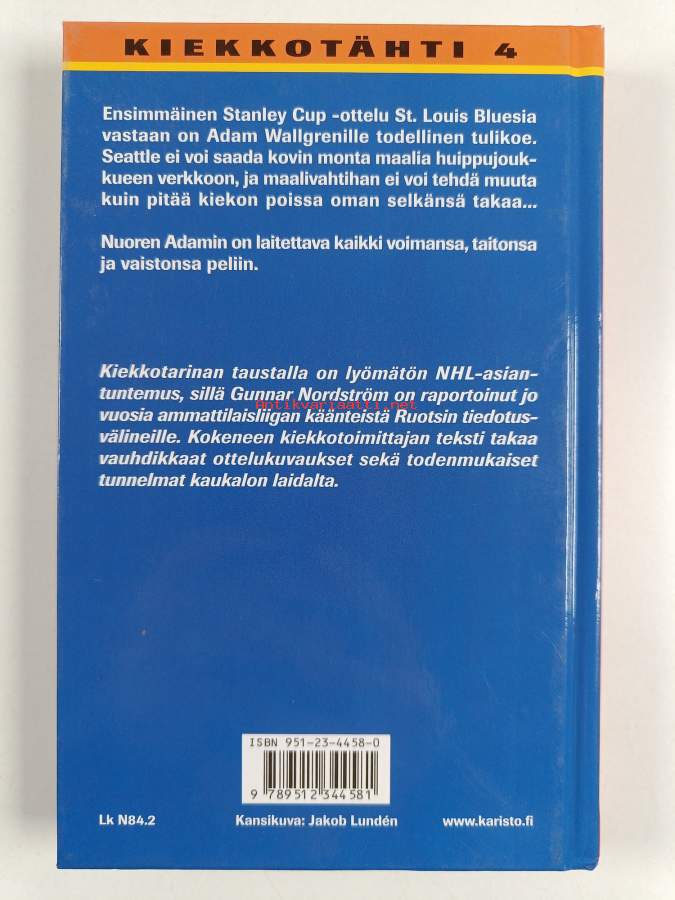 KIEKKOTÄHTI 4
Ensimmäinen Stanley Cup -ottelu St. Louis Bluesia
vastaan on Adam Wallgrenille todellinen tulikoe.
Seattle ei voi saada kovin monta maalia huippujouk-
kueen verkkoon, ja maalivahtihan ei voi tehdä muuta
kuin pitää kiekon poissa oman selkänsä takaa...
Nuoren Adamin on laitettava kaikki voimansa, taitonsa
ja vaistonsa peliin.
Kiekkotarinan taustalla on lyömätön NHL-asian-
tuntemus, sillä Gunnar Nordström on raportoinut jo
Antikvariaatti.net
vuosia ammattilaisliigan käänteistä Ruotsin tiedotus-
välineille. Kokeneen kiekkotoimittajan teksti takaa
vauhdikkaat ottelukuvaukset sekä todenmukaiset
tunnelmat kaukalon laidalta.
ISBN 951-23-4458-0
9 789512 344581
Lk N84.2 Kansikuva: Jakob Lundén www.karisto.fi